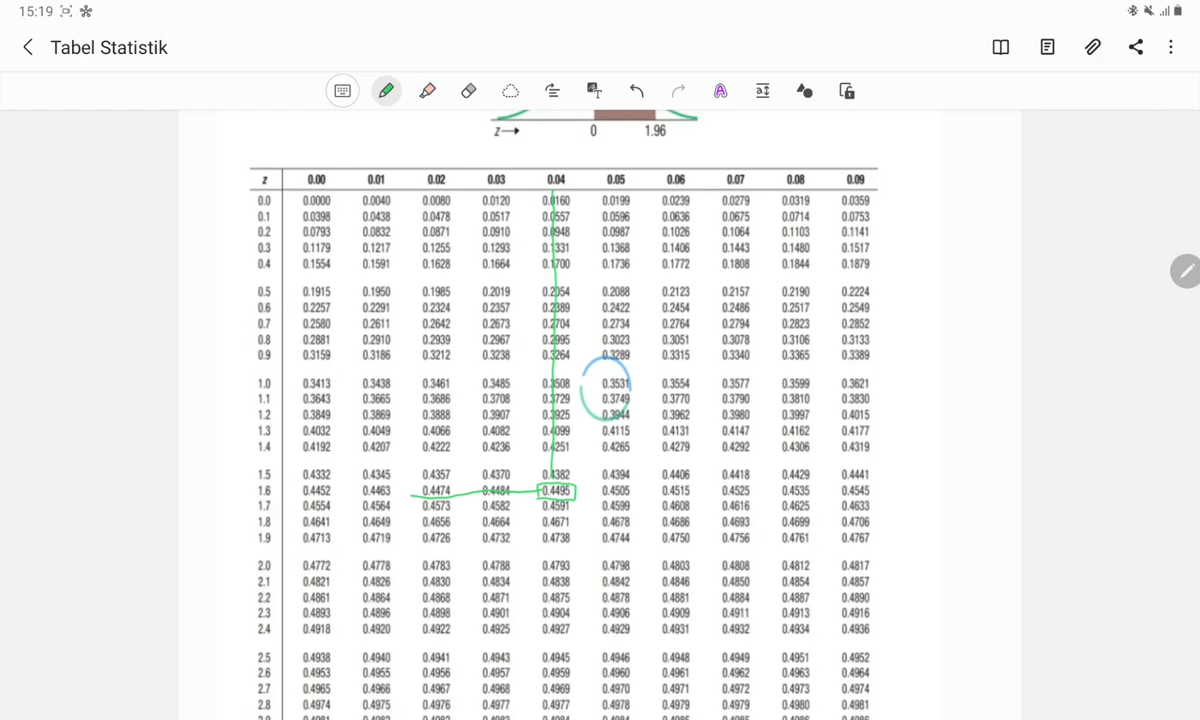 15:19
Tabel Statistik
z→ 0 1.96
z 0.00 0.01 0.02 0.03 0.04 0.05 0.06 0.07 0.08 0.09
0.0 0.0000 0.0040 0.0080 0.0120 0.0160 0.0199 0.0239 0.0279 0.0319 0.0359
0.1 0.0398 0.0438 0.0478 0.0517 0.0557 0.0596 0.0636 0.0675 0.0714 0.0753
0.2 0.0793 0.0832 0.0871 0.0910 0.0948 0.0987 0.1026 0.1064 0.1103 0.1141
0.3 0.1179 0.1217 0.1255 0.1293 0.1331 0.1368 0.1406 0.1443 0.1480 0.1517
0.4 0.1554 0.1591 0.1628 0.1664 0.1700 0.1736 0.1772 0.1808 0.1844 0.1879
0.5 0.1915 0.1950 0.1985 0.2019 0.2054 0.2088 0.2123 0.2157 0.2190 0.2224
0.6 0.2257 0.2291 0.2324 0.2357 0.2389 0.2422 0.2454 0.2486 0.2517 0.2549
0.7 0.2580 0.2611 0.2642 0.2673 0.2704 0.2734 0.2764 0.2794 0.2823 0.2852
0.8 0.2881 0.2910 0.2939 0.2967 0.2995 0.3023 0.3051 0.3078 0.3106 0.3133
0.9 0.3159 0.3186 0.3212 0.3238 0.3264 0.3289 0.3315 0.3340 0.3365 0.3389
1.0 0.3413 0.3438 0.3461 0.3485 0.3508 0.3531 0.3554 0.3577 0.3599 0.3621
1.1 0.3643 0.3665 0.3686 0.3708 0.3729 0.3749 0.3770 0.3790 0.3810 0.3830
1.2 0.3849 0.3869 0.3888 0.3907 0.3925 0.3944 0.3962 0.3980 0.3997 0.4015
1.3 0.4032 0.4049 0.4066 0.4082 0.4099 0.4115 0.4131 0.4147 0.4162 0.4177
1.4 0.4192 0.4207 0.4222 0.4236 0.4251 0.4265 0.4279 0.4292 0.4306 0.4319
1.5 0.4332 0.4345 0.4357 0.4370 0.4382 0.4394 0.4406 0.4418 0.4429 0.4441
1.6 0.4452 0.4463 0.4474 0.4484 0.4495 0.4505 0.4515 0.4525 0.4535 0.4545
1.7 0.4554 0.4564 0.4573 0.4582 0.4591 0.4599 0.4608 0.4616 0.4625 0.4633
1.8 0.4641 0.4649 0.4656 0.4664 0.4671 0.4678 0.4686 0.4693 0.4699 0.4706
1.9 0.4713 0.4719 0.4726 0.4732 0.4738 0.4744 0.4750 0.4756 0.4761 0.4767
2.0 0.4772 0.4778 0.4783 0.4788 0.4793 0.4798 0.4803 0.4808 0.4812 0.4817
2.1 0.4821 0.4826 0.4830 0.4834 0.4838 0.4842 0.4846 0.4850 0.4854 0.4857
2.2 0.4861 0.4864 0.4868 0.4871 0.4875 0.4878 0.4881 0.4884 0.4887 0.4890
2.3 0.4893 0.4896 0.4898 0.4901 0.4904 0.4906 0.4909 0.4911 0.4913 0.4916
2.4 0.4918 0.4920 0.4922 0.4925 0.4927 0.4929 0.4931 0.4932 0.4934 0.4936
2.5 0.4938 0.4940 0.4941 0.4943 0.4945 0.4946 0.4948 0.4949 0.4951 0.4952
2.6 0.4953 0.4955 0.4956 0.4957 0.4959 0.4960 0.4961 0.4962 0.4963 0.4964
2.7 0.4965 0.4966 0.4967 0.4968 0.4969 0.4970 0.4971 0.4972 0.4973 0.4974
2.8 0.4974 0.4975 0.4976 0.4977 0.4977 0.4978 0.4979 0.4979 0.4980 0.4981